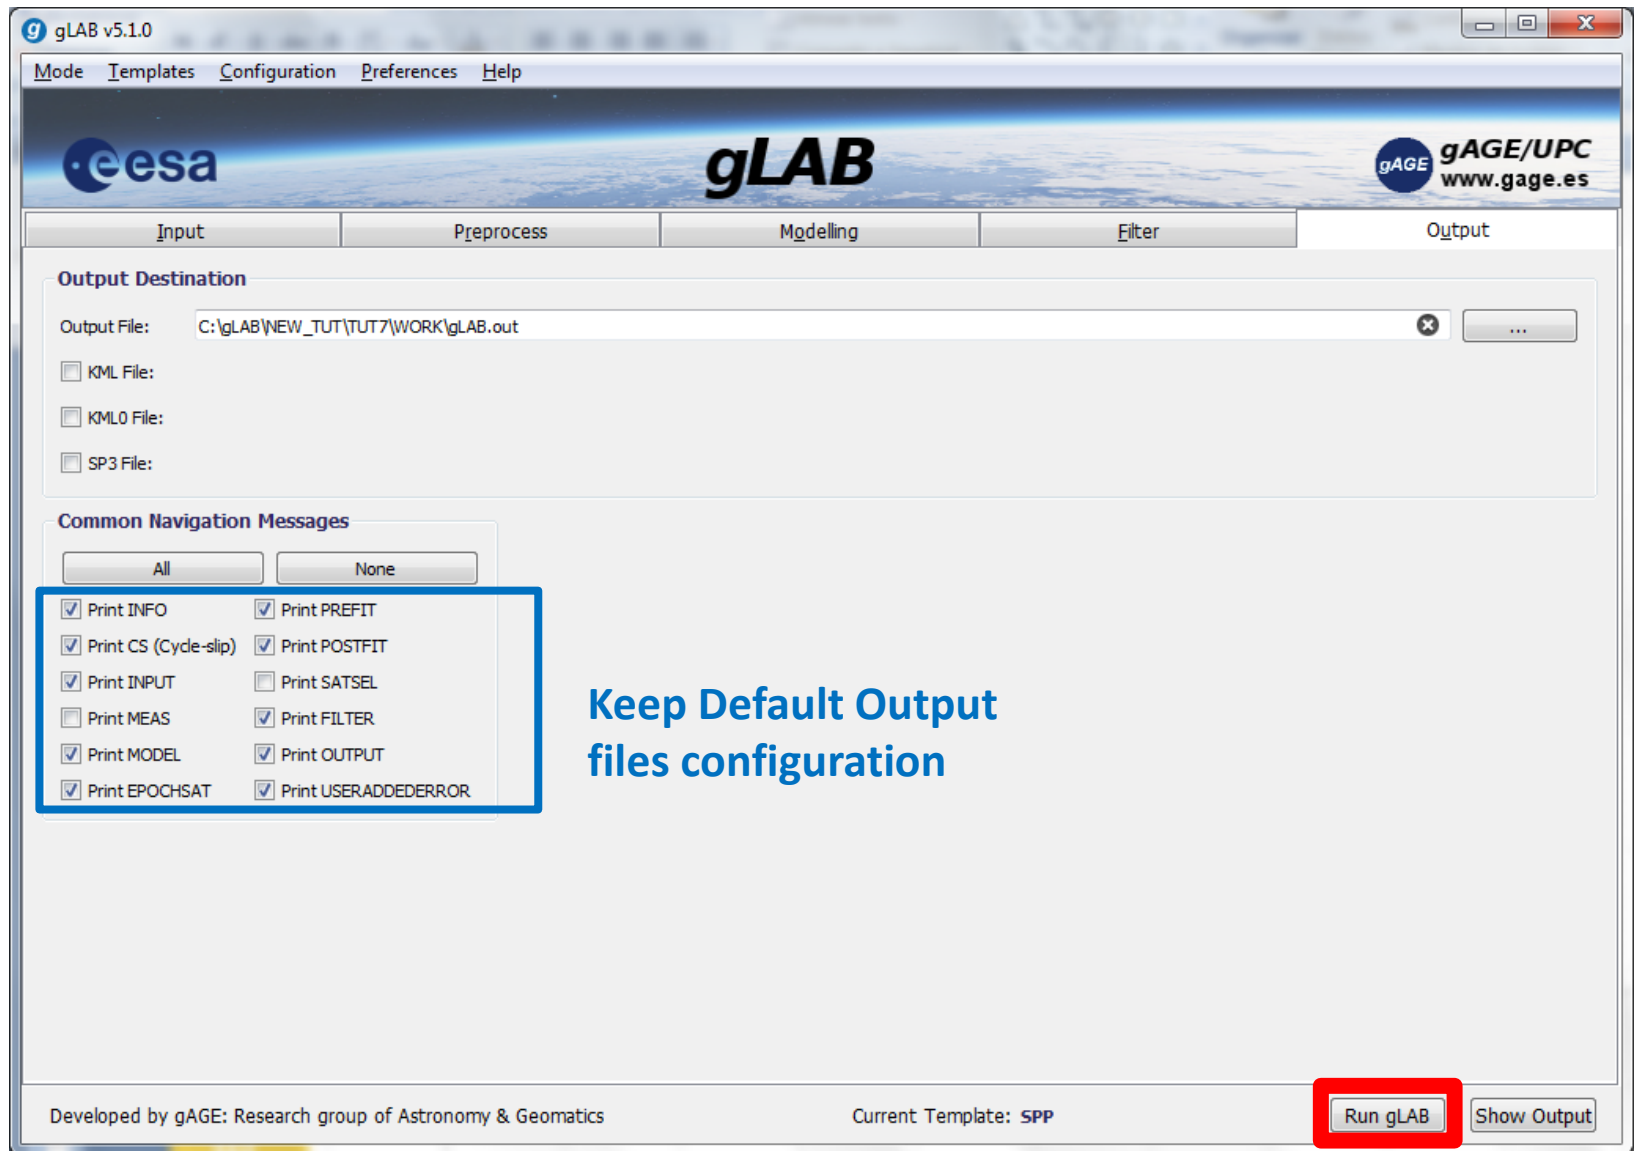 gLAB v5.1.0
Mode Templates Configuration Preferences Help
esa
gLAB
gAGE
gAGE/UPC
www.gage.es
Input Preprocess Modelling Filter Output
Output Destination
Output File: C:\gLAB\NEW_TUT\TUT7\WORK\gLAB.out ...
KML File:
KML0 File:
SP3 File:
Common Navigation Messages
All None
Print INFO Print PREFIT
Print CS (Cycle-slip) Print POSTFIT
Print INPUT Print SATSEL
Print MEAS Print FILTER
Print MODEL Print OUTPUT
Print EPOCHSAT Print USERADDEDERROR
Keep Default Output
files configuration
Developed by gAGE: Research group of Astronomy & Geomatics Current Template: SPP Run gLAB Show Output